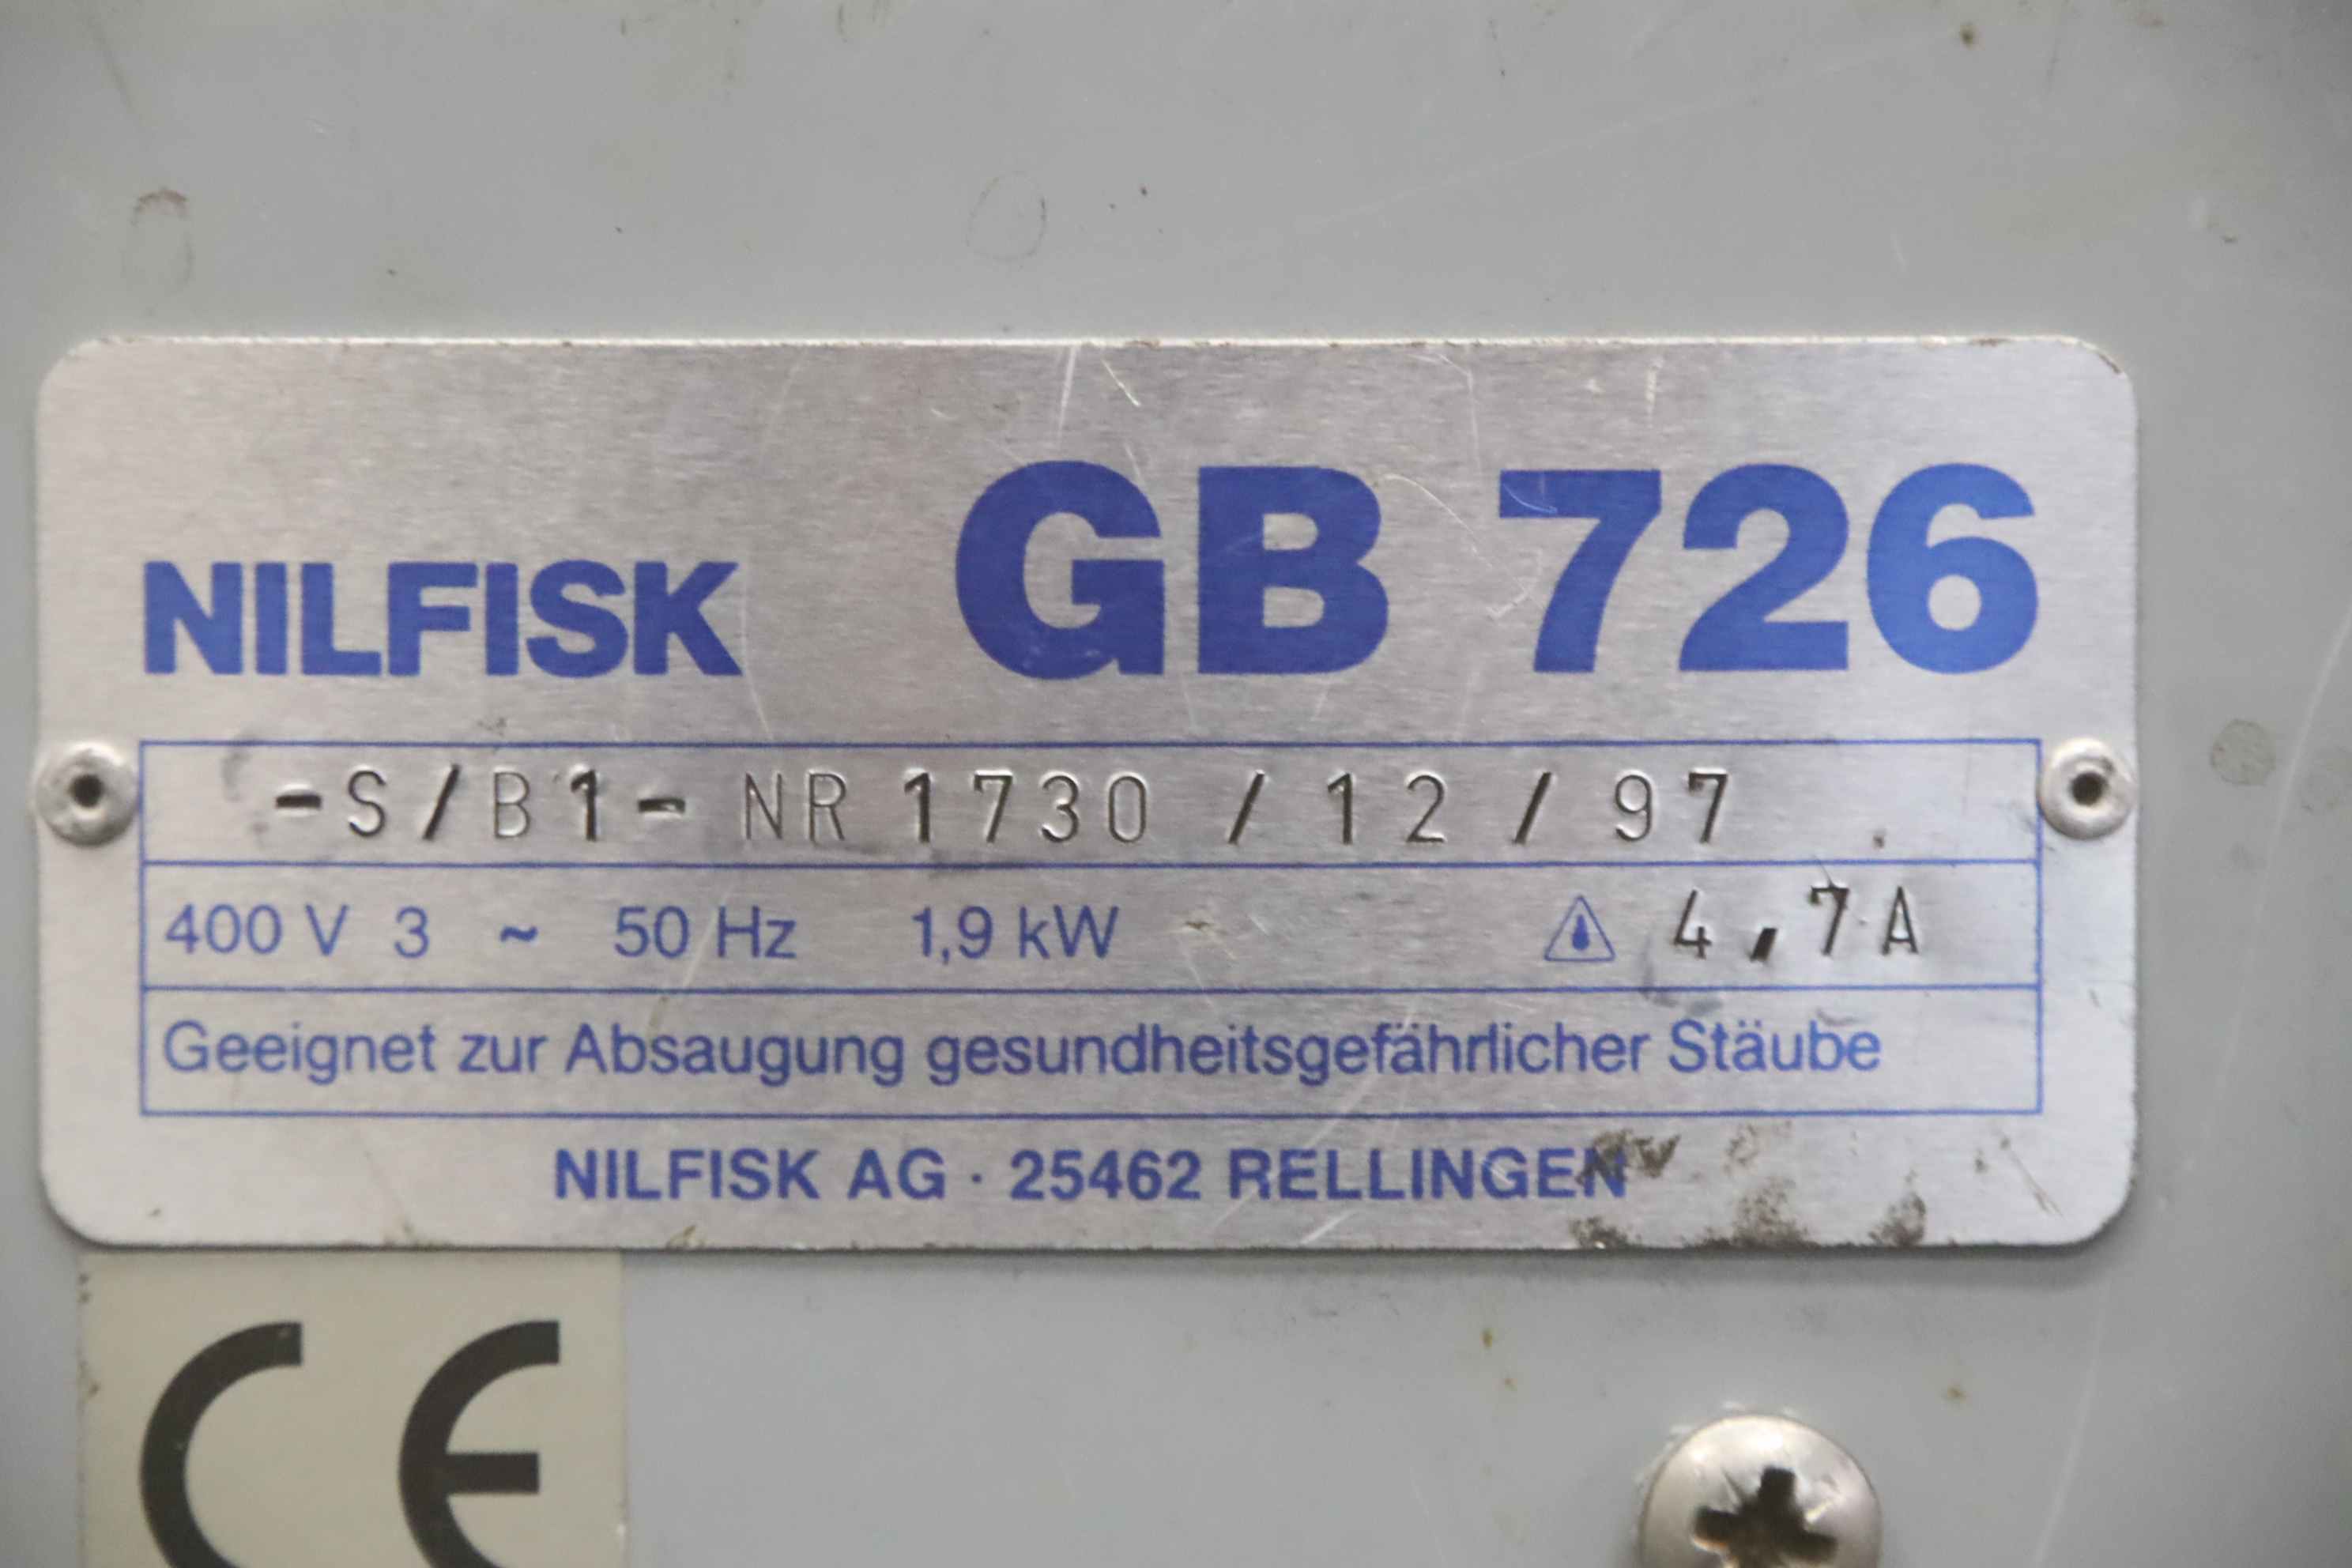 NILFISK GB 726
-S/B1- NR 1730 / 12 / 97
400 V 3 ~ 50 Hz 1,9 kW 4,7 A
Geeignet zur Absaugung gesundheitsgefährlicher Stäube
NILFISK AG · 25462 RELLINGEN
CE